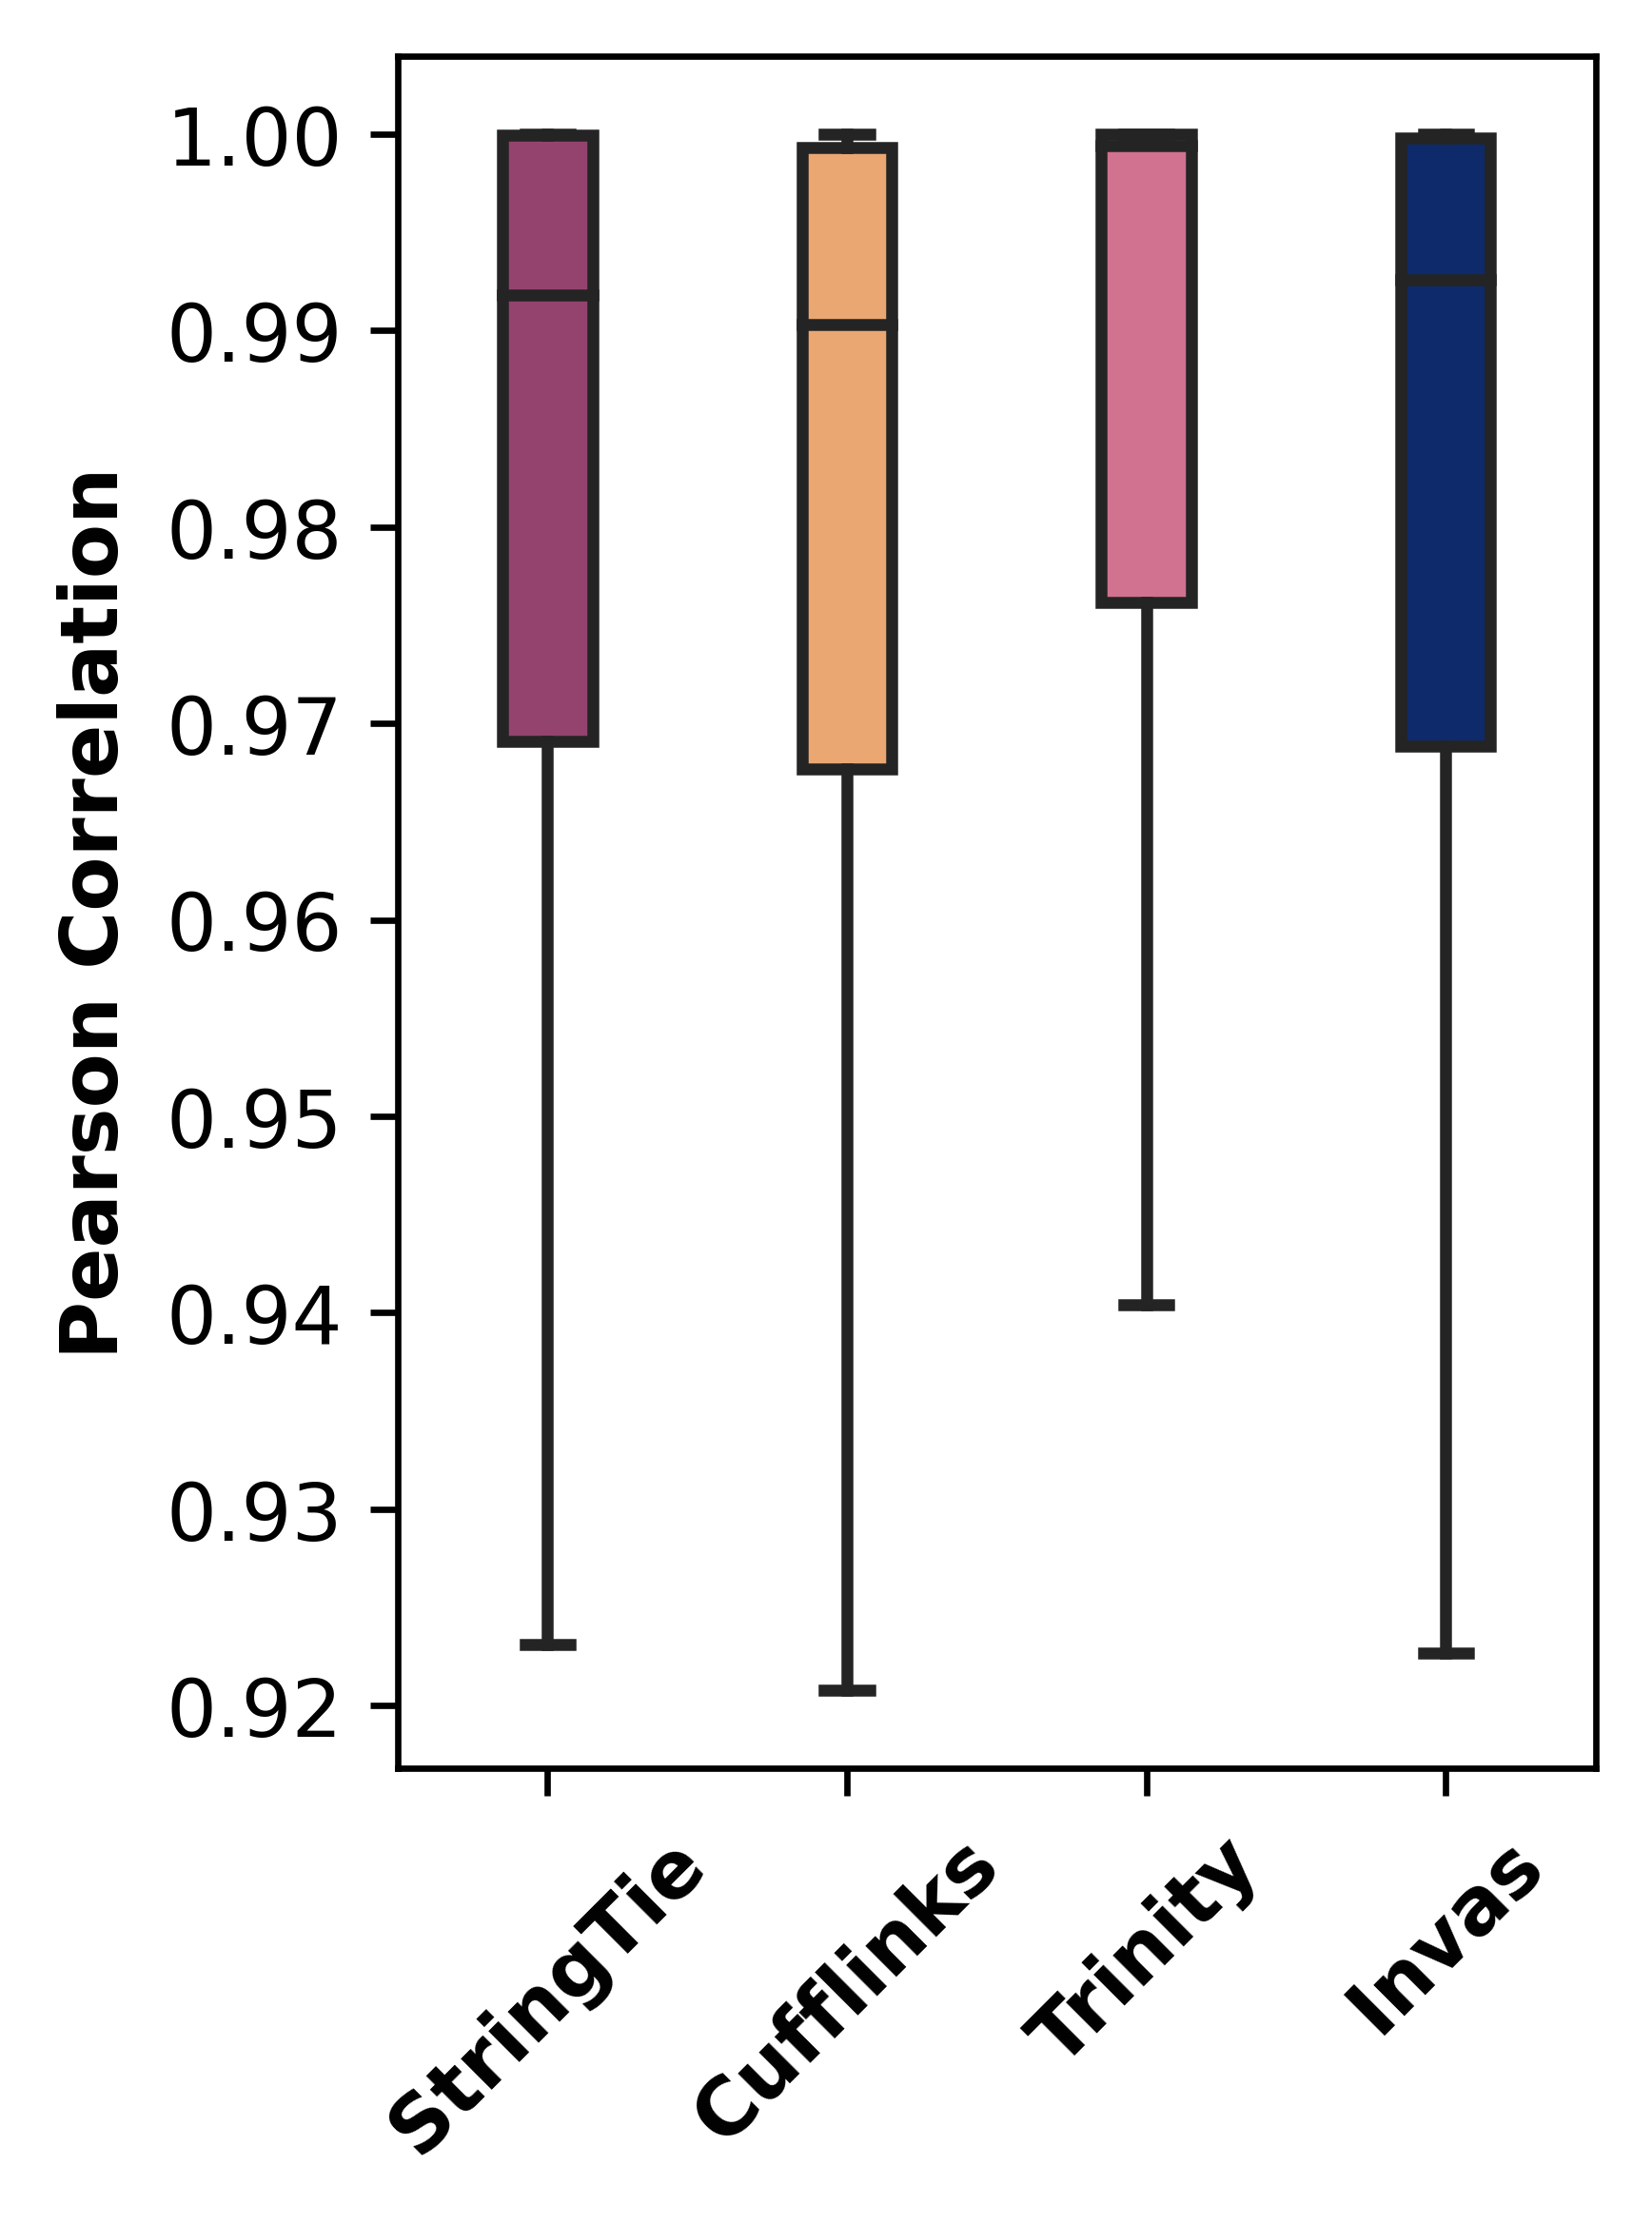 Pearson Correlation
1.00
0.99
0.98
0.97
0.96
0.95
0.94
0.93
0.92
StringTie
Cufflinks
Trinity
Invas